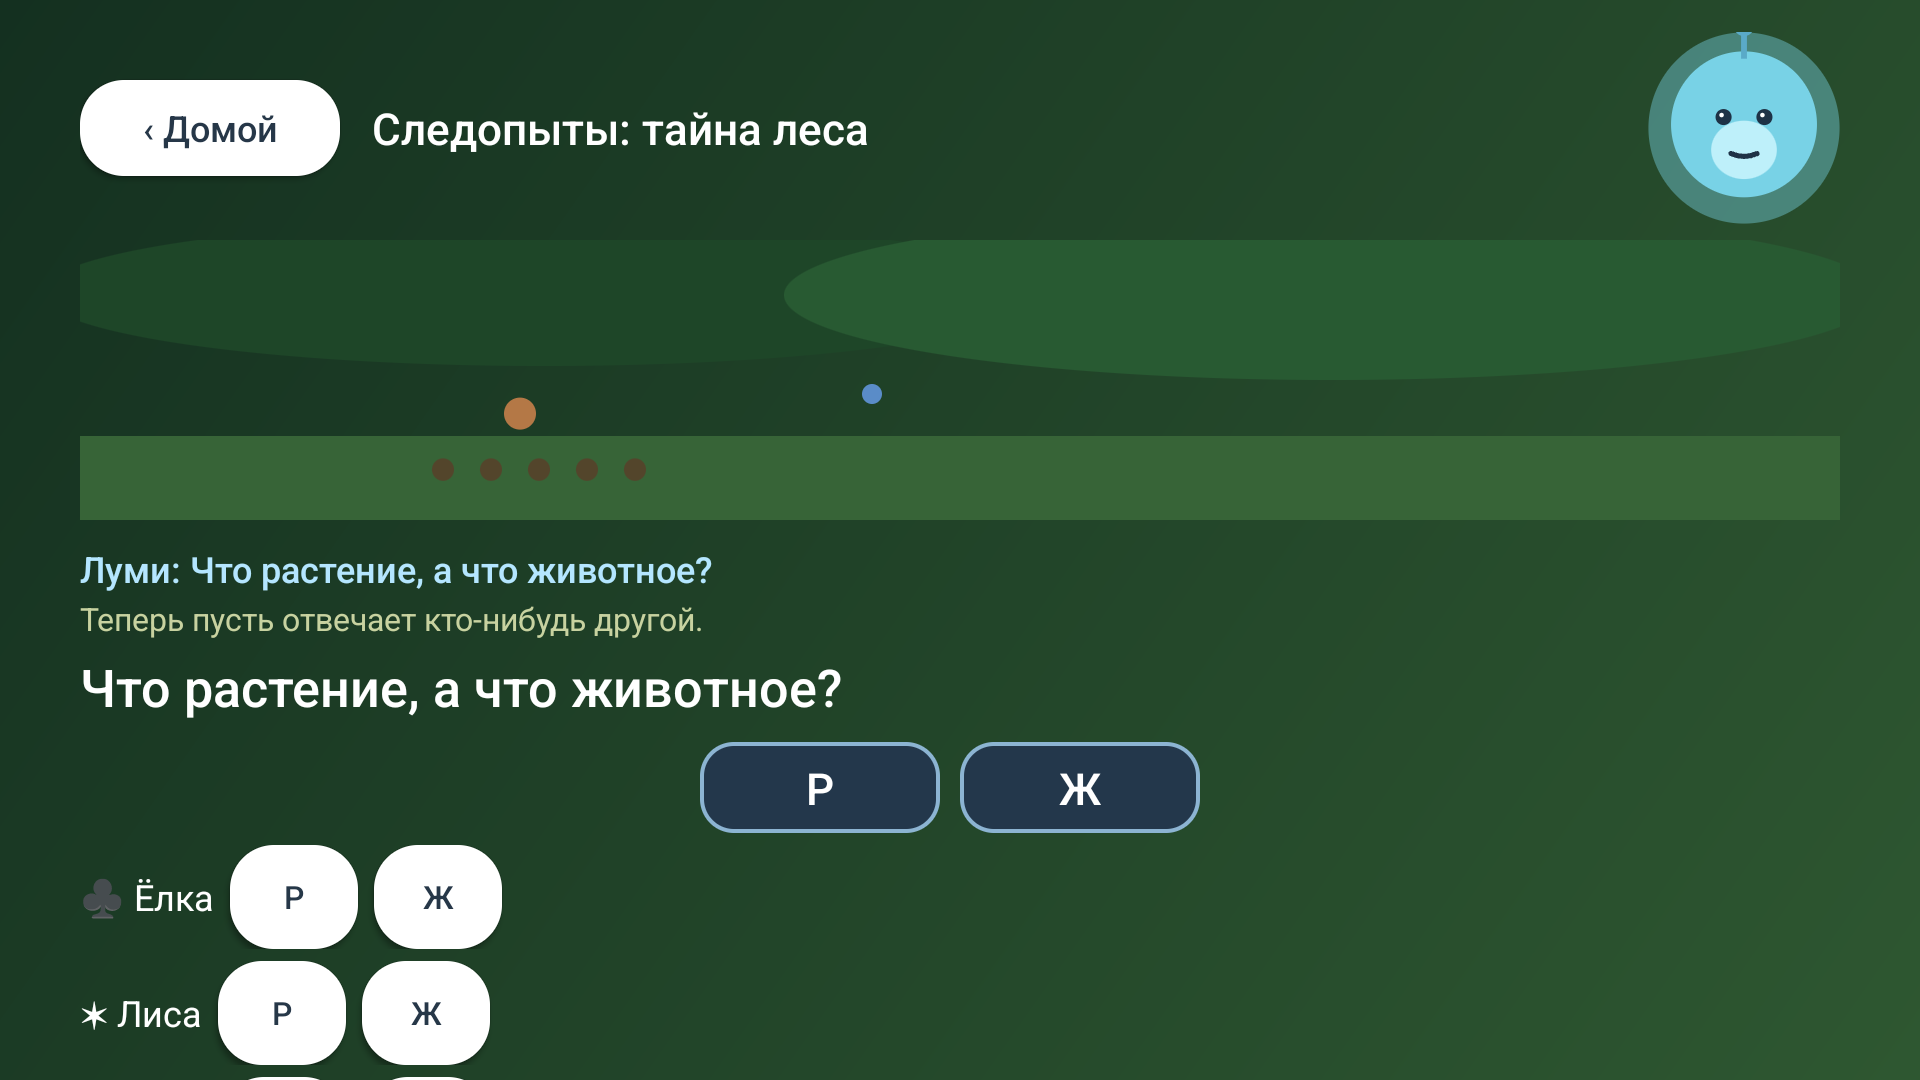 ‹ Домой
Следопыты: тайна леса
Луми: Что растение, а что животное?
Теперь пусть отвечает кто-нибудь другой.
Что растение, а что животное?
Р Ж
♣ Ёлка Р Ж
✶ Лиса Р Ж